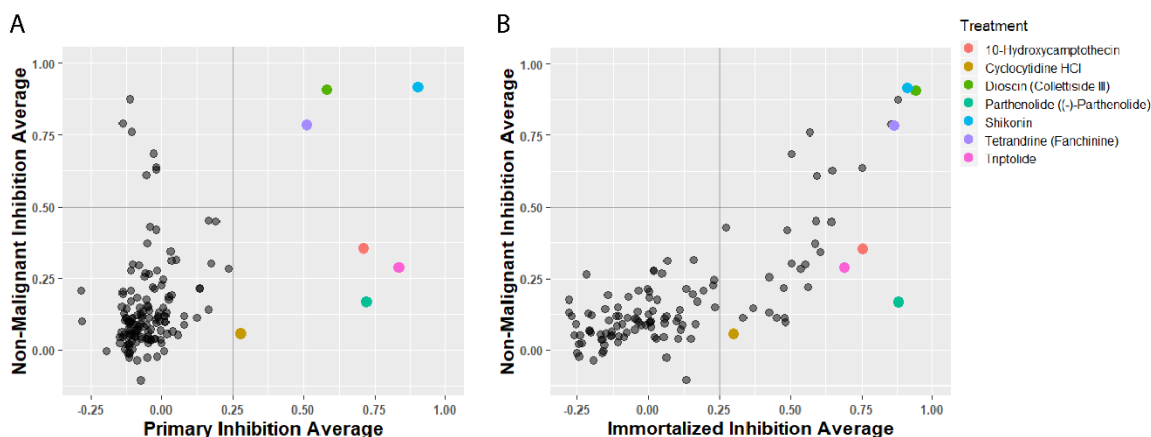 A
Non-Malignant Inhibition Average
1.00
0.75
0.50
0.25
0.00
-0.25
0.00
0.25
0.50
0.75
1.00
Primary Inhibition Average
B
Non-Malignant Inhibition Average
1.00
0.75
0.50
0.25
0.00
-0.25
0.00
0.25
0.50
0.75
1.00
Immortalized Inhibition Average
Treatment
10-Hydroxycamptothecin
Cyclocytidine HCl
Dioscin (Collettiside III)
Parthenolide ((-)-Parthenolide)
Shikonin
Tetrandrine (Fanchinine)
Triptolide